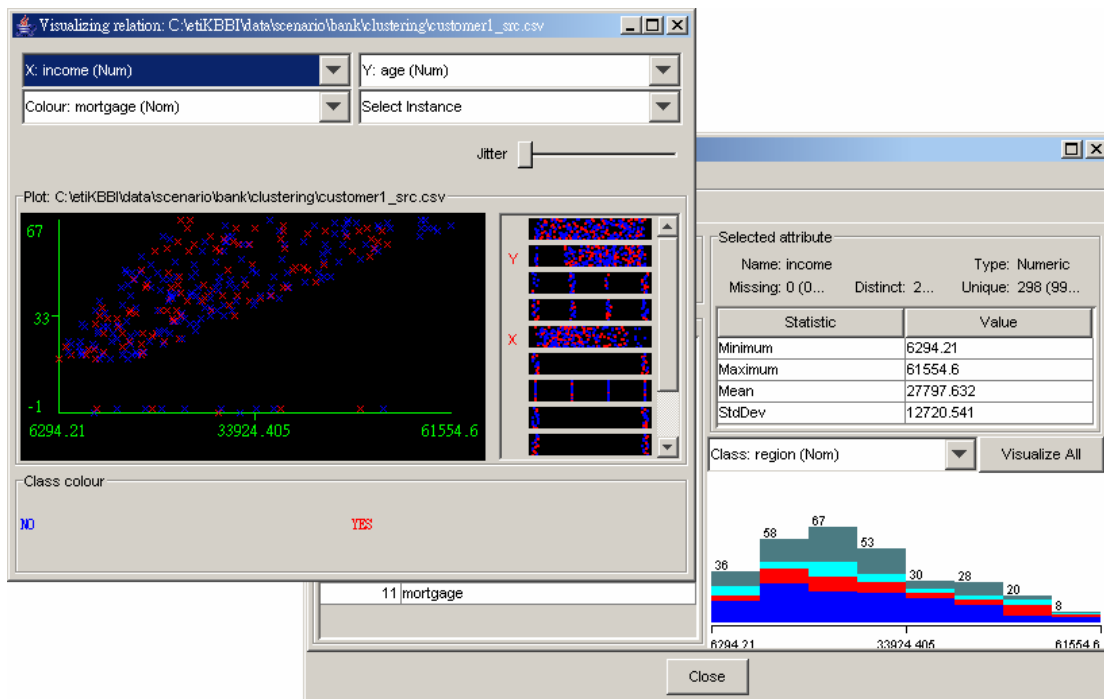 Visualizing relation: C:\etiKBBI\data\scenario\bank\clustering\customer1_src.csv
X: income (Num)
Y: age (Num)
Colour: mortgage (Nom)
Select Instance
Jitter
Plot: C:\etiKBBI\data\scenario\bank\clustering\customer1_src.csv
67
33
-1
6294.21
33924.405
61554.6
Y
X
Class colour
NO
YES
Selected attribute
Name: income
Type: Numeric
Missing: 0 (0...
Distinct: 2...
Unique: 298 (99...
Statistic
Value
Minimum
6294.21
Maximum
61554.6
Mean
27797.632
StdDev
12720.541
Class: region (Nom)
Visualize All
36
58
67
53
30
28
20
8
6294.21
33924.405
61554.6
11 mortgage
Close